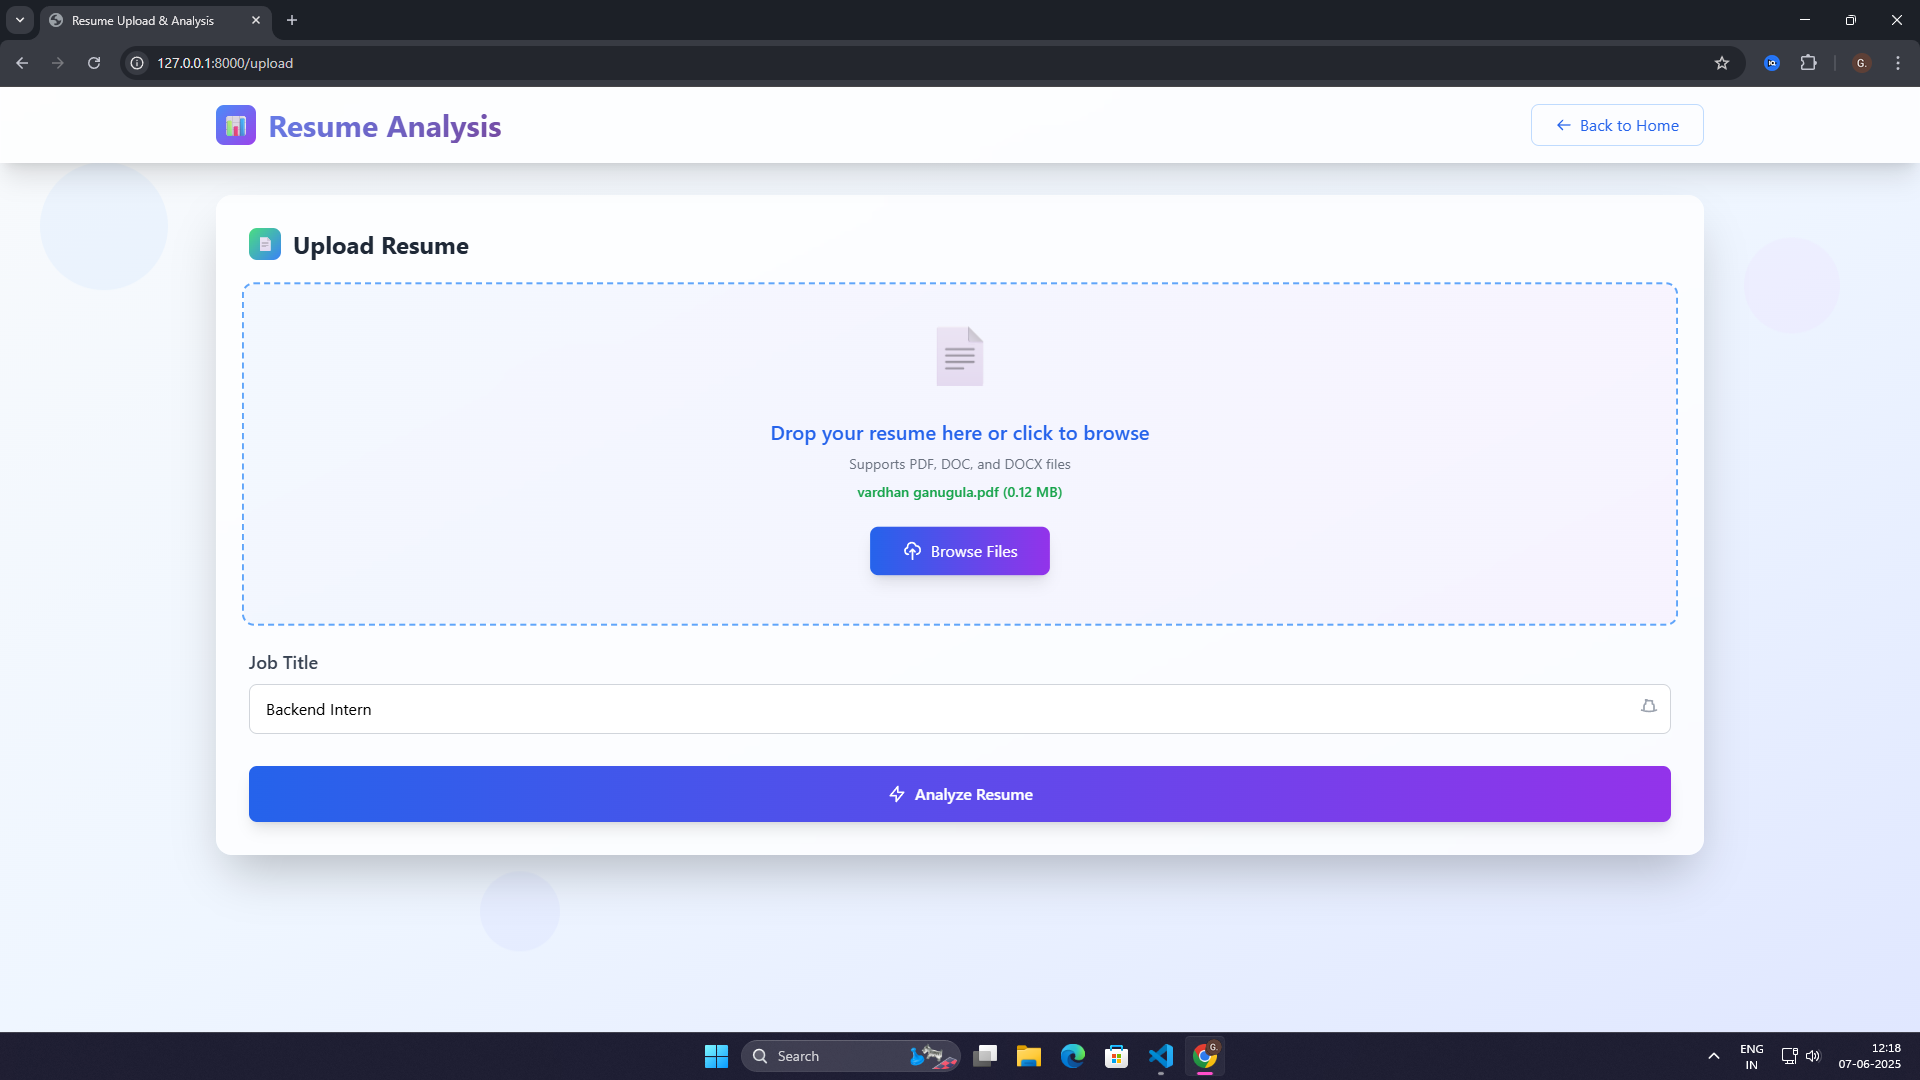 Resume Upload & Analysis
127.0.0.1:8000/upload
G.
Resume Analysis
Back to Home
Upload Resume
Drop your resume here or click to browse
Supports PDF, DOC, and DOCX files
vardhan ganugula.pdf (0.12 MB)
Browse Files
Job Title
Backend Intern
Analyze Resume
Search
G.
ENG
IN
12:18
07-06-2025